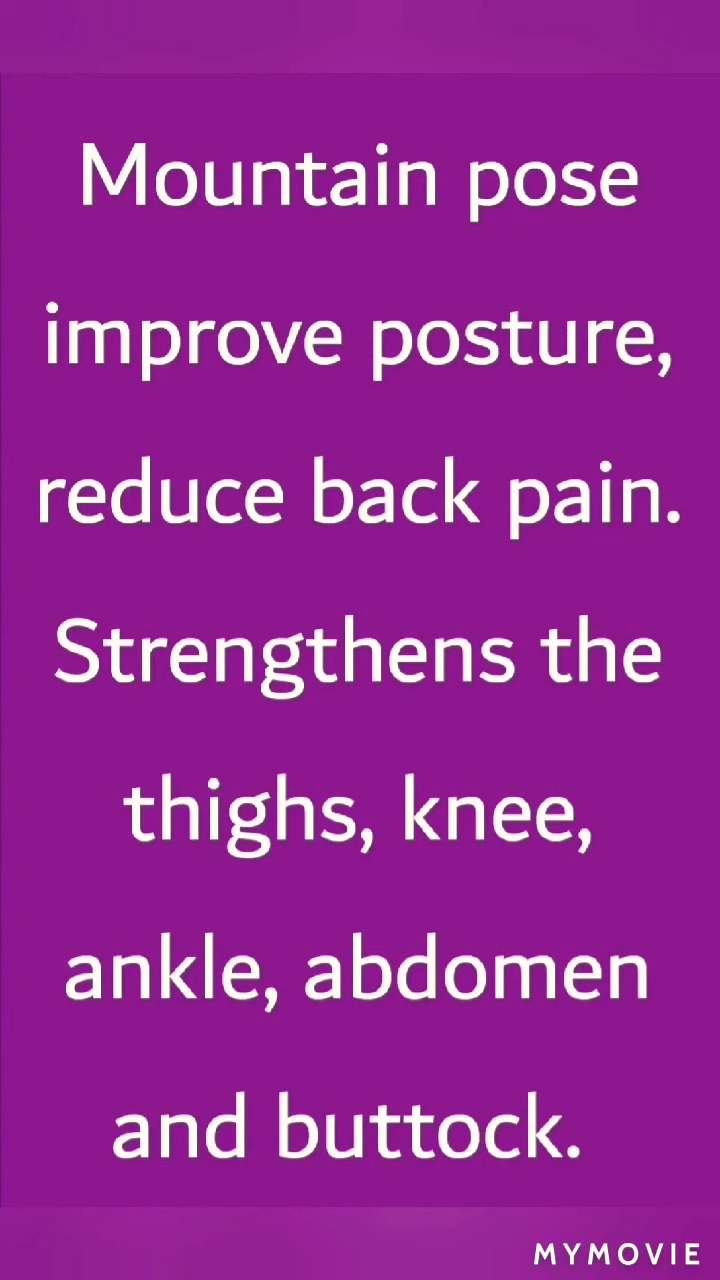 Mountain pose
improve posture,
reduce back pain.
Strengthens the
thighs, knee,
ankle, abdomen
and buttock.
MYMOVIE